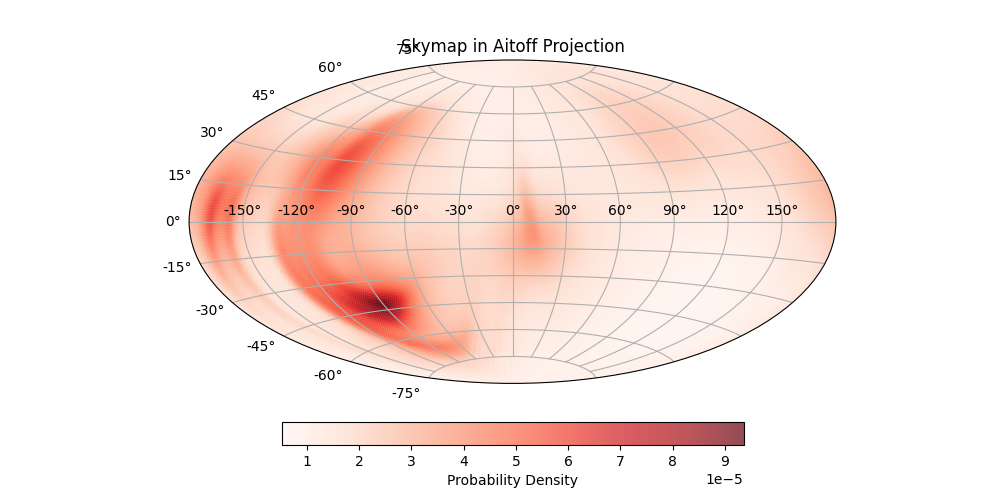 75°
Skymap in Aitoff Projection
60°
45°
30°
15°
-150° -120° -90° -60° -30° 0° 30° 60° 90° 120° 150°
0°
-15°
-30°
-45°
-60°
-75°
1 2 3 4 5 6 7 8 9
Probability Density
1e−5